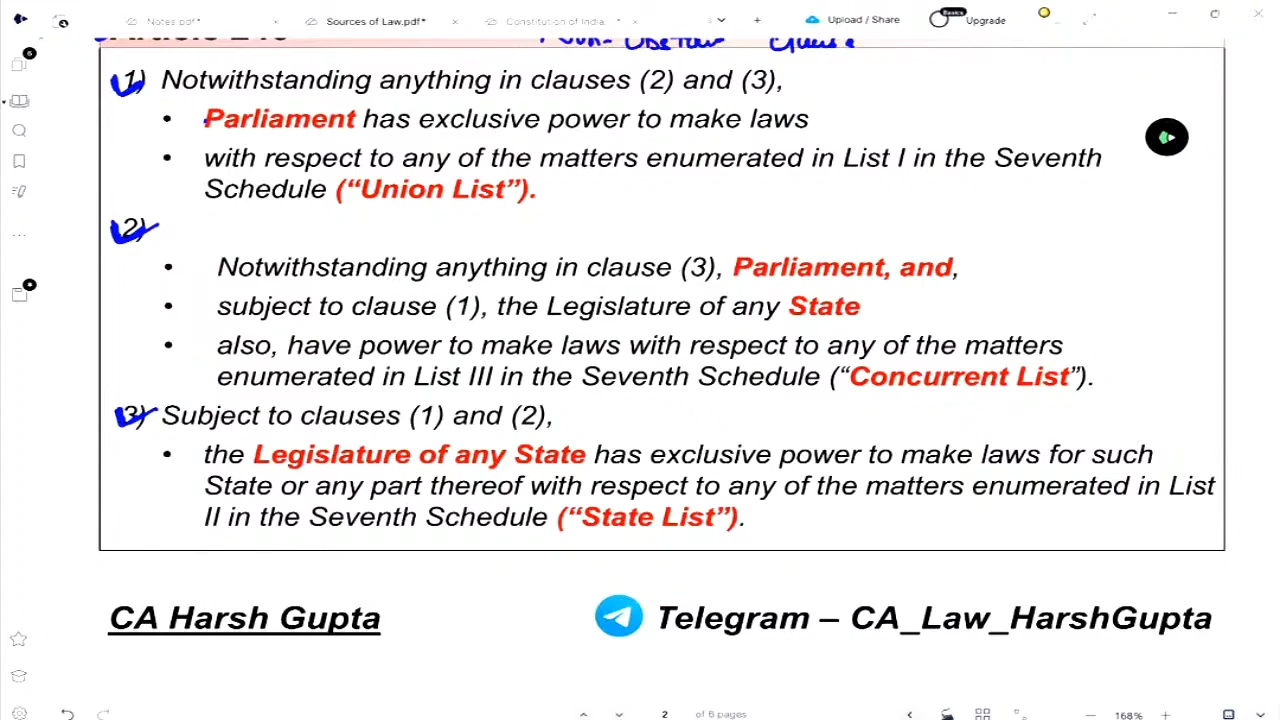 Notes.pdf*
Sources of Law.pdf*
Constitution of India.
Upload / Share
Basics
Upgrade
1) Notwithstanding anything in clauses (2) and (3),
• Parliament has exclusive power to make laws
• with respect to any of the matters enumerated in List I in the Seventh
Schedule (“Union List”).
2)
• Notwithstanding anything in clause (3), Parliament, and,
• subject to clause (1), the Legislature of any State
• also, have power to make laws with respect to any of the matters
enumerated in List III in the Seventh Schedule (“Concurrent List”).
3) Subject to clauses (1) and (2),
• the Legislature of any State has exclusive power to make laws for such
State or any part thereof with respect to any of the matters enumerated in List
II in the Seventh Schedule (“State List”).
CA Harsh Gupta
Telegram – CA_Law_HarshGupta
2 of 6 pages
168%